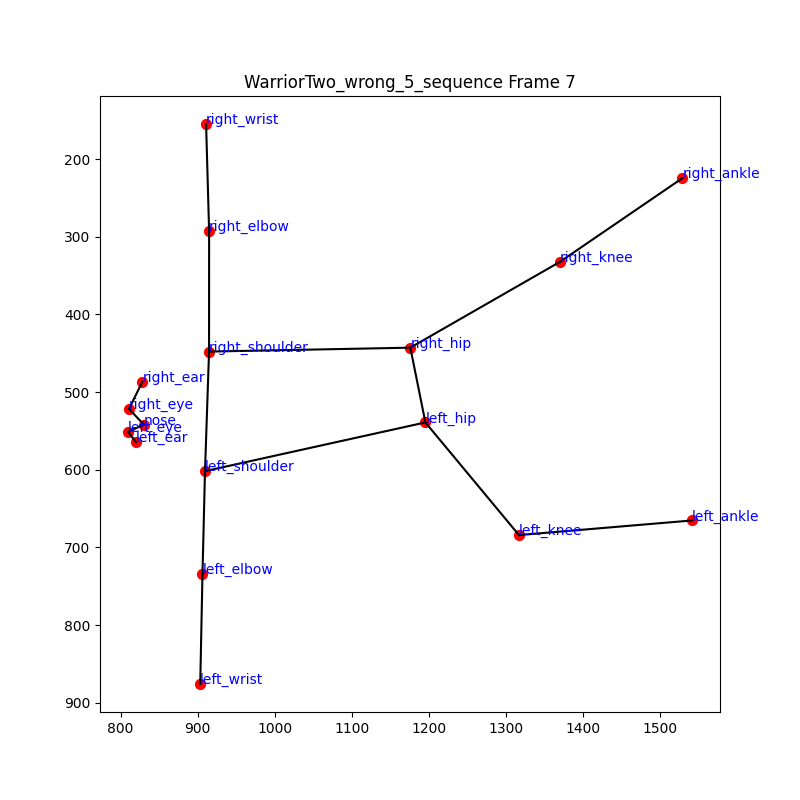 WarriorTwo_wrong_5_sequence Frame 7
right_wrist
right_ankle
right_elbow
right_knee
right_shoulder
right_hip
right_ear
right_eye
nose
left_eye
left_ear
left_hip
left_shoulder
left_ankle
left_knee
left_elbow
left_wrist
200
300
400
500
600
700
800
900
800 900 1000 1100 1200 1300 1400 1500